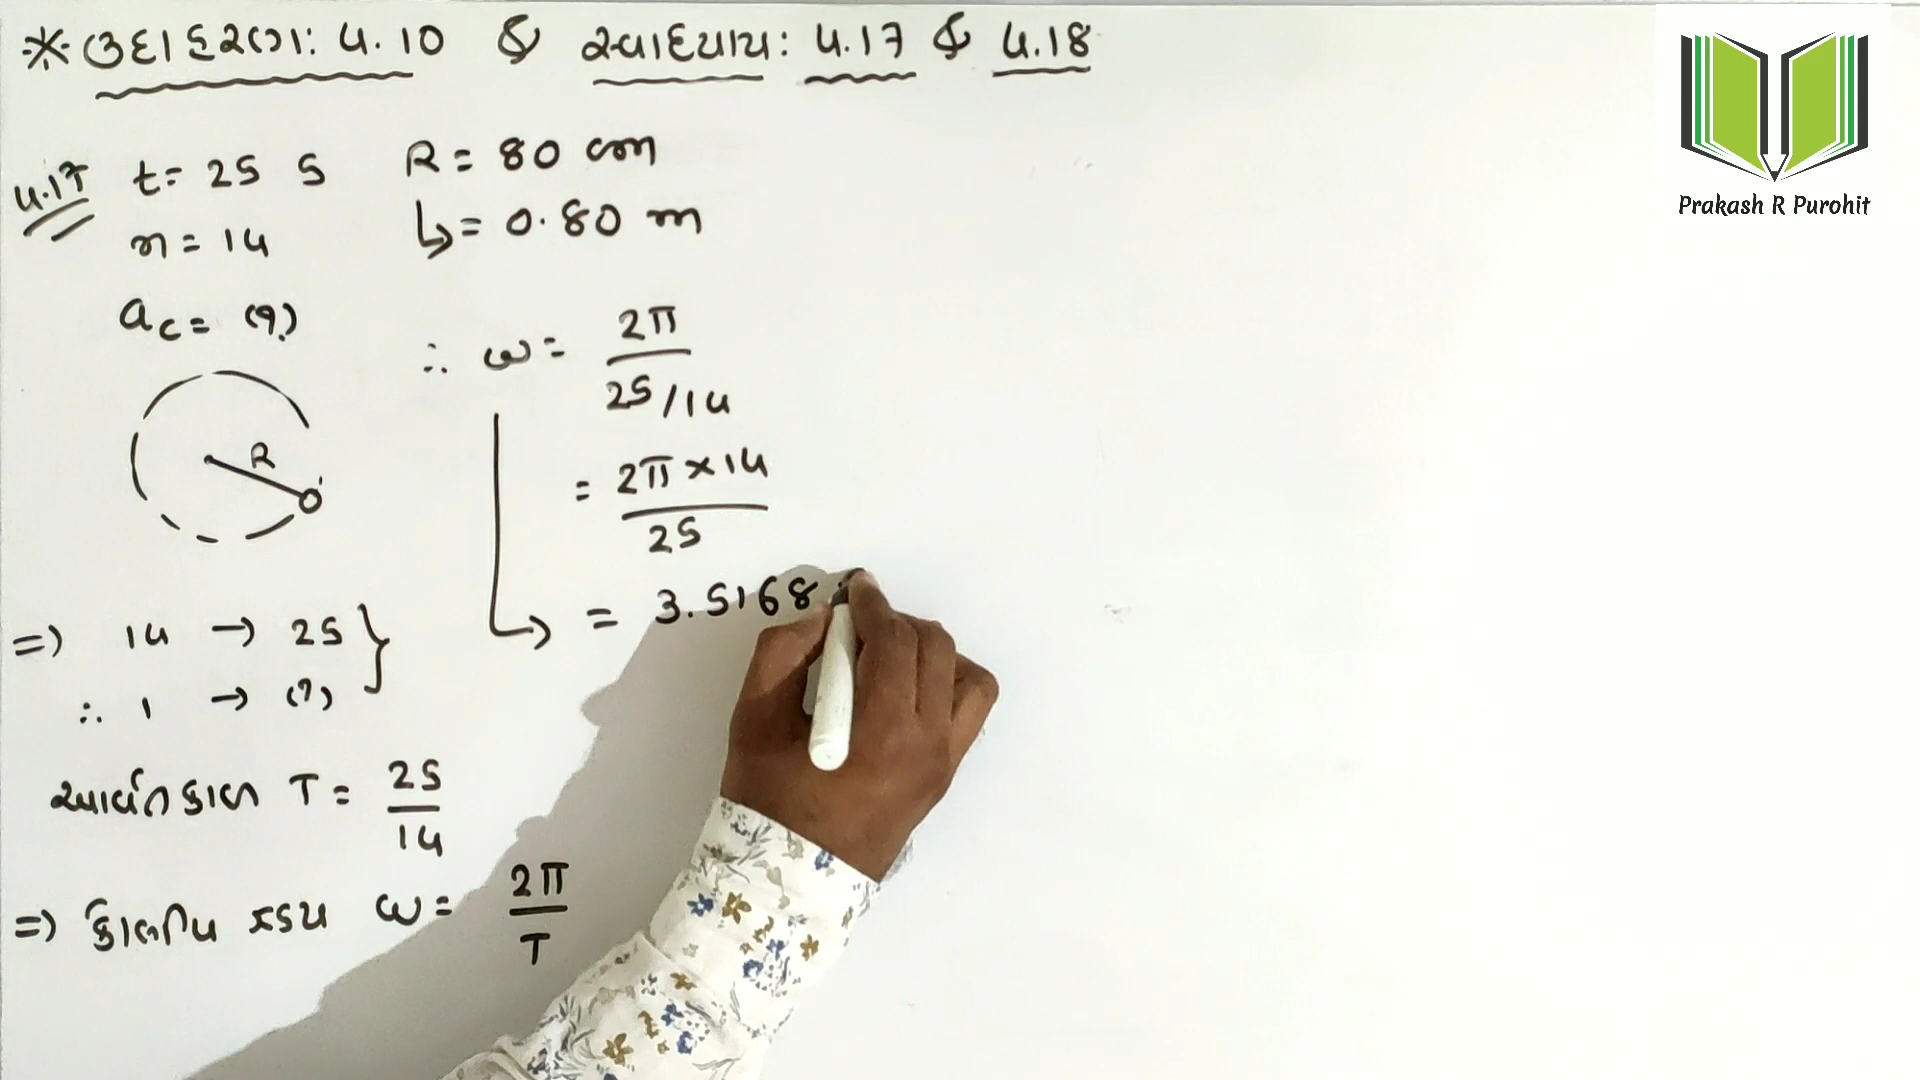 ※ ઉદાહરણ: 4.10 & સ્વાધ્યાય: 4.17 & 4.18
4.17
t= 25 s
n = 14
ac = (?)
R
R = 80 cm
↳ = 0.80 m
=> 14 → 25
∴ 1 → (?)
આવર્તકાળ T = 25/14
=> કોણીય ઝડપ ω = 2π/T
∴ ω = 2π/25/14
= 2π×14/25
= 3.5168
Prakash R Purohit